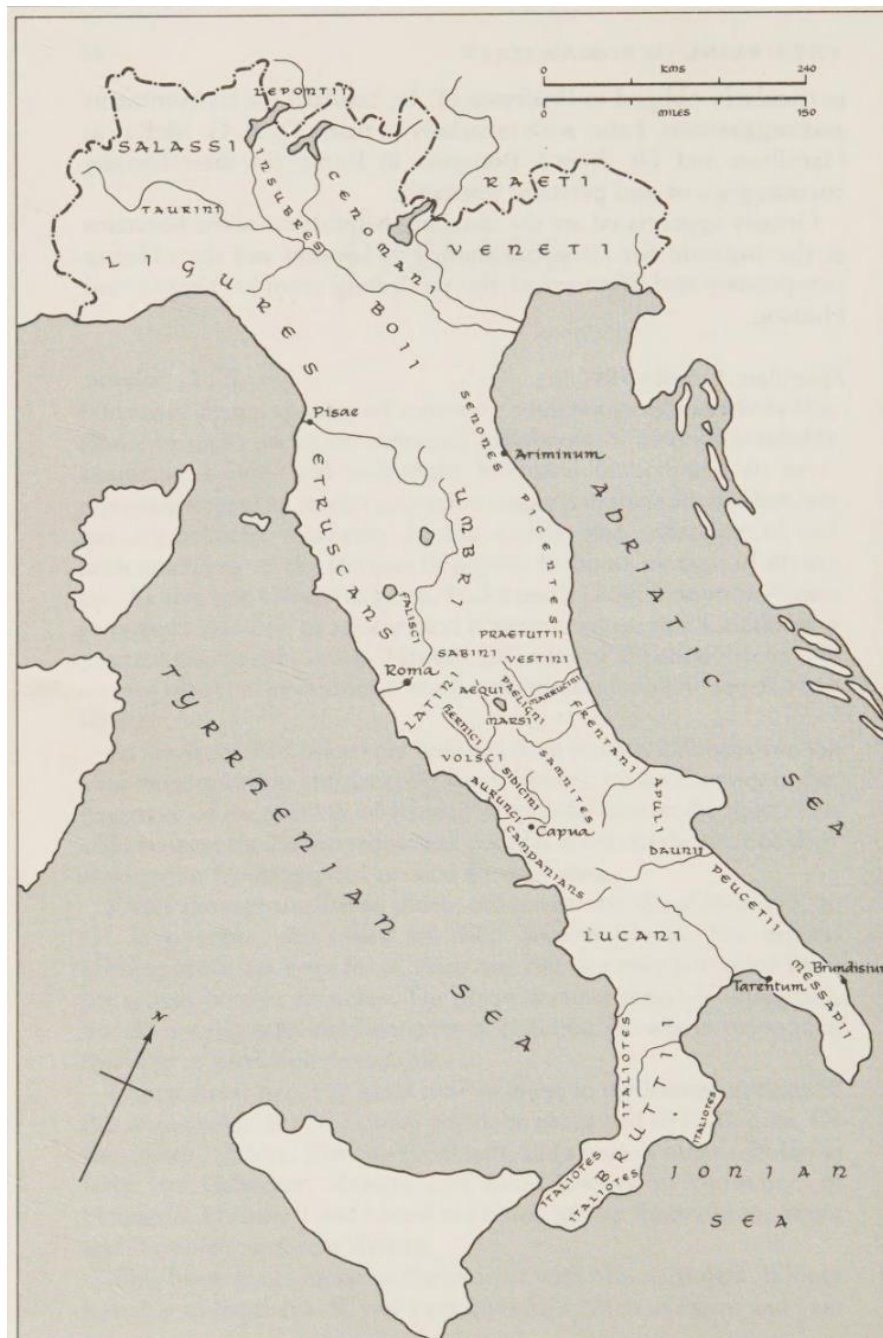 KMS
0 240
0 150
MILES
LEPONTII
SALASSI
INSUBRES
CENOMANI
RAETI
TAURINI
VENETI
LIGURES
BOII
Pisae
SENONES
Ariminum
ETRUSCANS
UMBRI
PICENTES
ADRIATIC
SEA
FALISCI
PRAETUTTII
SABINI
VESTINI
Roma
AEQUI
PAELIGNI
MARRUCINI
LATINI
HERNICI
MARSI
FRENTANI
TYRRENIAN
SEA
VOLSCI
SIDICINI
SAMNITES
AURUNCI
APULI
Capua
CAMPANIANS
DAUNII
PEUCETII
LUCANI
MESSAPII
Brundisium
Tarentum
N
ITALIOTES
BRUTTII
ITALIOTES
ITALIOTES
ITALIOTES
IONIAN
SEA